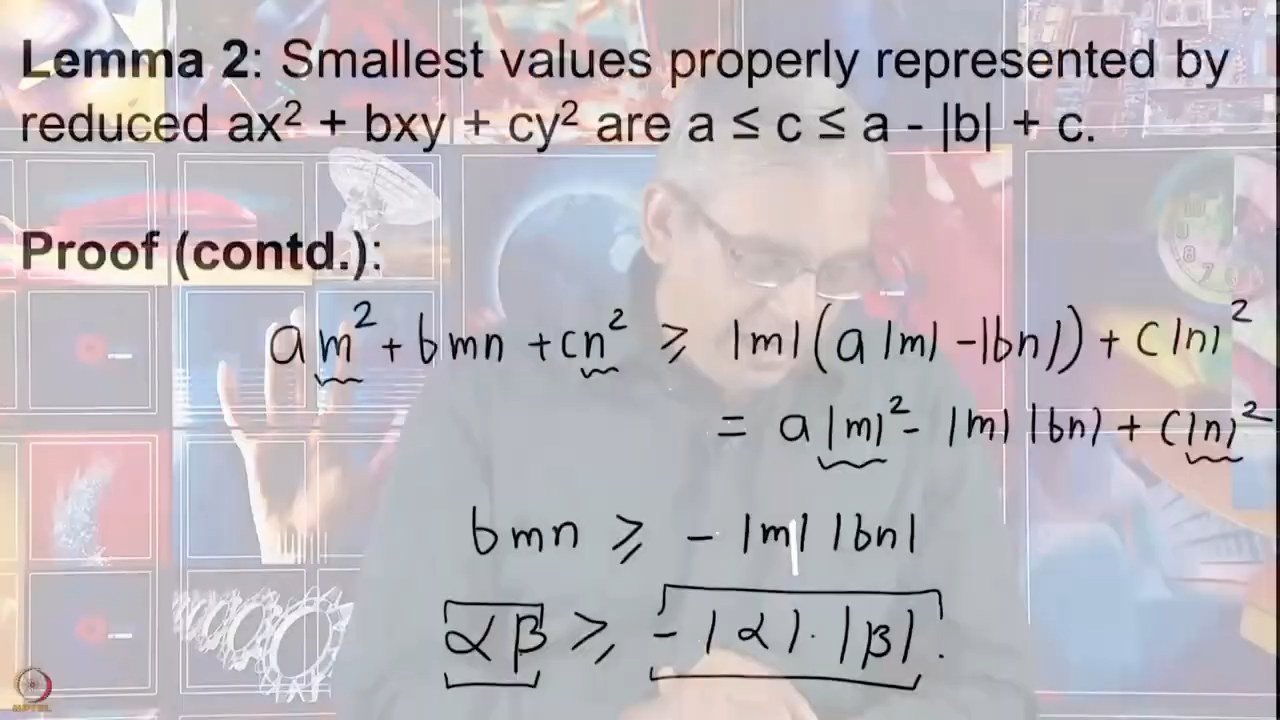 Lemma 2: Smallest values properly represented by
reduced ax² + bxy + cy² are a ≤ c ≤ a - |b| + c.
Proof (contd.):
am² + bmn + cn² ≥ |m|(a|m| - |bn|) + c|n|²
= a|m|² - |m||bn| + c|n|²
bmn ≥ - |m| |bn|
αβ ≥ - |α| · |β|.
NPTEL